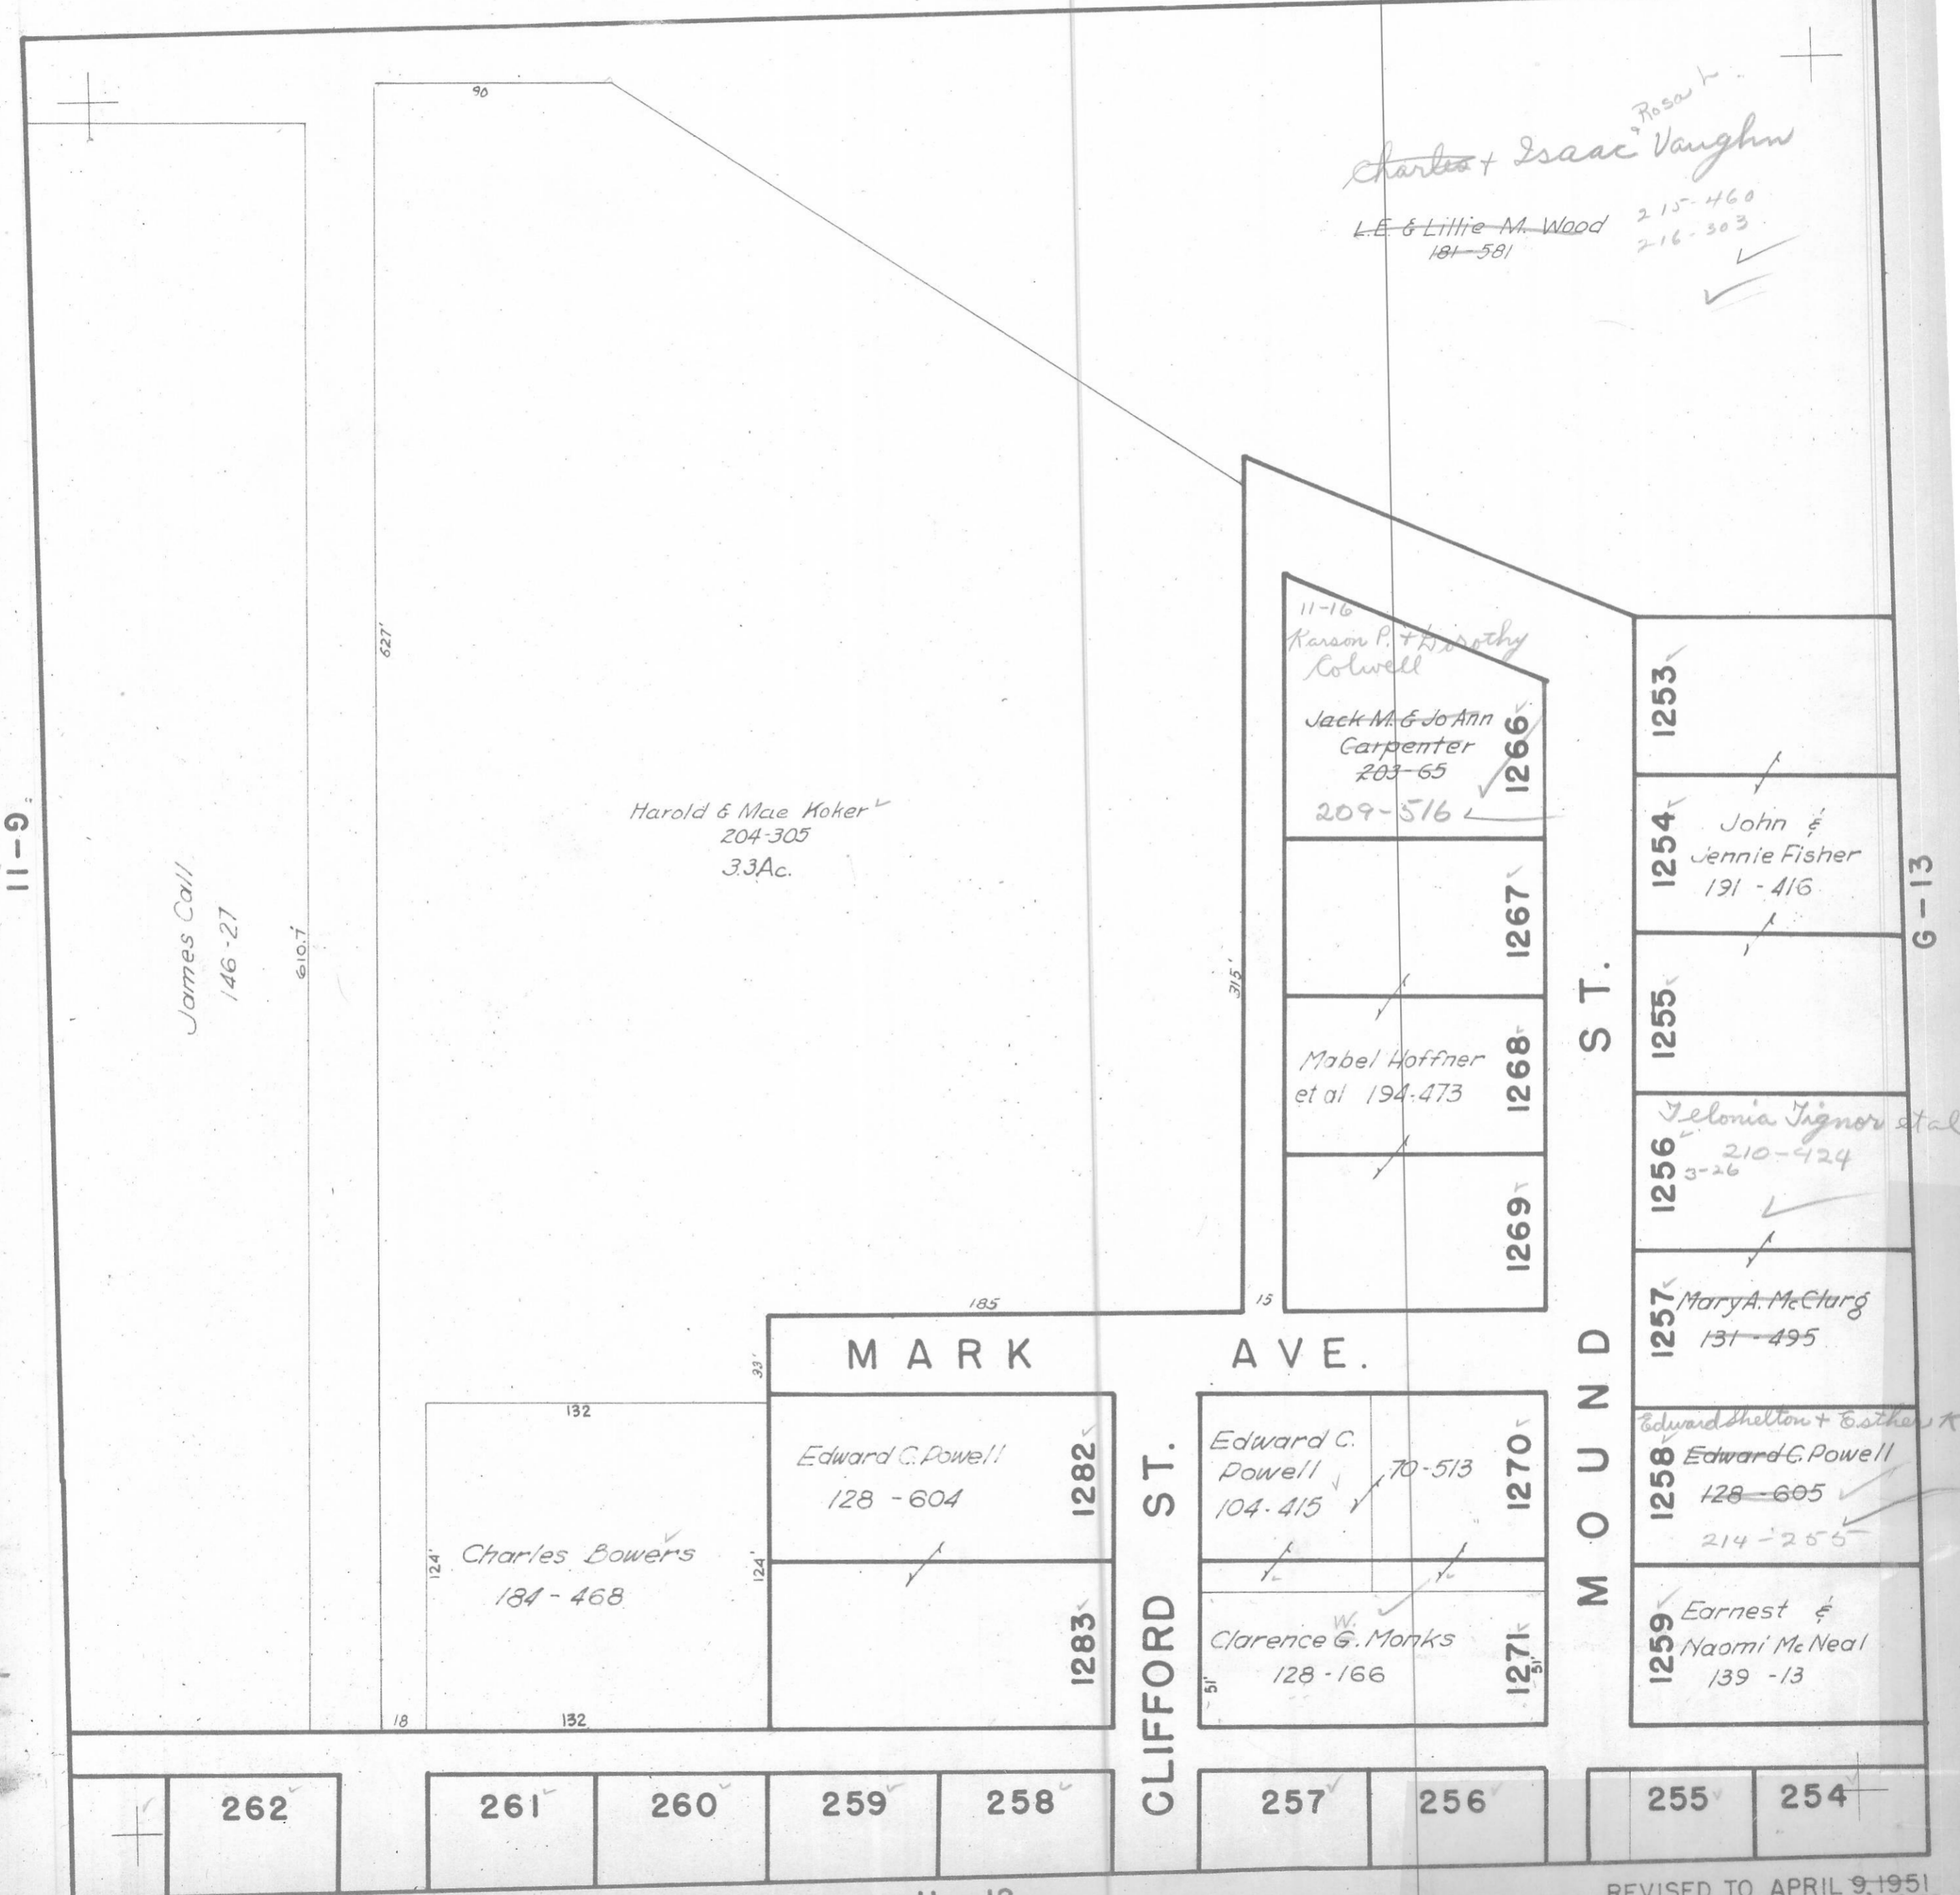 90
Rosa L.
Charles + Isaac & Vaughn
L.E. & Lillie M. Wood
181-581
215-460
216-303
627'
11-9
James Call
146-27
610.7'
Harold & Mae Koker
204-305
3.3Ac.
315'
11-16
Karson P. + Dorothy
Colwell
Jack M. & Jo Ann
Carpenter
203-65
209-516
1266
1267
Mabel Hoffner
et al 194-473
1268
1269
1253
1254
John &
Jennie Fisher
191-416
G-13
1255
1256
Telonia Tignor et al
210-424
3-26
1257
Mary A. McClurg
131-495
Edward Shelton + Esther K
1258
Edward C. Powell
128-605
214-255
1259
Earnest &
Naomi McNeal
139-13
185
15
33'
MARK AVE.
MOUND ST.
CLIFFORD ST.
132
124'
124'
Charles Bowers
184-468
18
132
Edward C. Powell
128-604
1282
1283
Edward C.
Powell
104-415
70-513
1270
W.
Clarence G. Monks
128-166
51'
51'
1271
262
261
260
259
258
257
256
255
254
REVISED TO APRIL 9, 1951